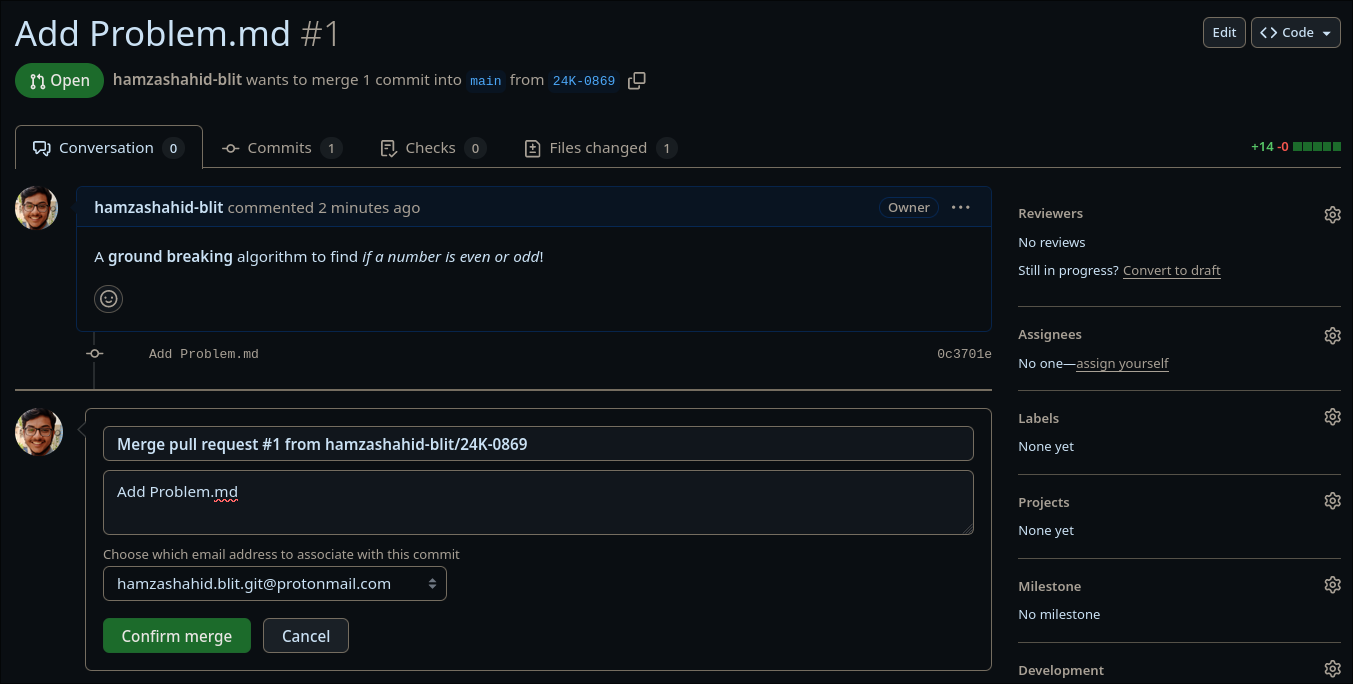 Add Problem.md #1
Edit
Code
Open
hamzashahid-blit wants to merge 1 commit into main from 24K-0869
Conversation 0
Commits 1
Checks 0
Files changed 1
+14 -0
hamzashahid-blit commented 2 minutes ago
Owner
A ground breaking algorithm to find if a number is even or odd!
Add Problem.md
0c3701e
Merge pull request #1 from hamzashahid-blit/24K-0869
Add Problem.md
Choose which email address to associate with this commit
hamzashahid.blit.git@protonmail.com
Confirm merge
Cancel
Reviewers
No reviews
Still in progress? Convert to draft
Assignees
No one—assign yourself
Labels
None yet
Projects
None yet
Milestone
No milestone
Development